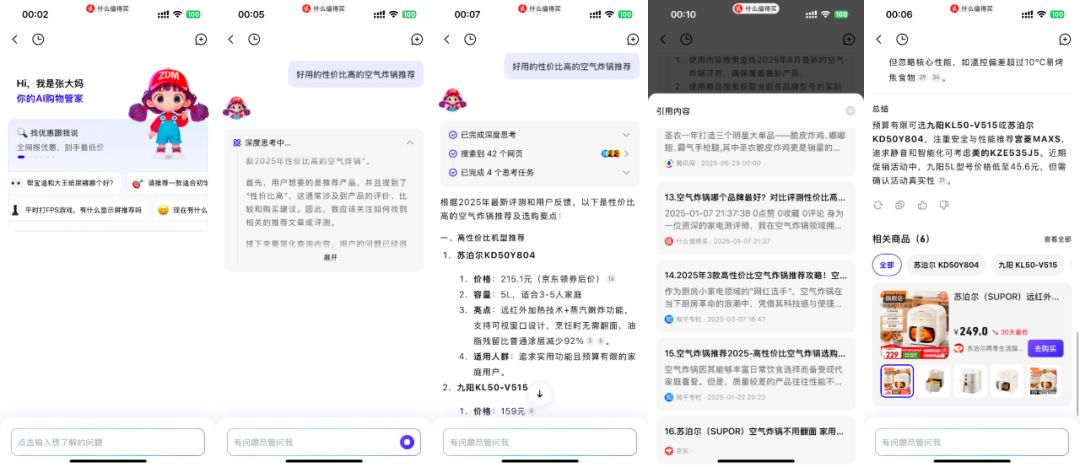 00:02
什么值得买
100
Hi，我是张大妈
你的AI购物管家
ZDM
找优惠跟我说
全网搜优惠，到手最低价
帮宝适和大王纸尿裤哪个好？
请推荐一款适合初学
平时打FPS游戏，有什么显示屏推荐吗
现在有什么
点击输入想了解的问题
00:05
什么值得买
100
好用的性价比高的空气炸锅推荐
深度思考中...
款2025年性价比高的空气炸锅”。
首先，用户想要的是推荐产品，并且提到了
“性价比高”，这通常涉及到产品的评价、比
较和购买建议。因此，我应该关注如何找到
相关的推荐文章或评测。
接下来要简化查询内容，用户的问题已经很
展开
有问题尽管问我
00:07
什么值得买
100
好用的性价比高的空气炸锅推荐
已完成深度思考
搜索到 42 个网页
已完成 4 个思考任务
根据2025年最新评测和用户反馈，以下是性价比
高的空气炸锅推荐及选购要点：
一、高性价比机型推荐
1. 苏泊尔KD50Y804
1. 价格：215.1元（京东领券后价） 16
2. 容量：5L，适合3-5人家庭
3. 亮点：远红外加热技术+蒸汽嫩炸功能，
支持可视窗口设计，烹饪时无需翻面，油
脂残留比普通涂层减少92% 3 6 。
4. 适用人群：追求实用功能且预算有限的家
庭用户。
2. 九阳KL50-V515
1. 价格：159元 6
有问题尽管问我
00:10
什么值得买
100
1. 使用内容搜索查找2025年6月最新的空气炸
锅评测，确保覆盖最新产品。
引用内容
圣农一年打造三个明星大单品——脆皮炸鸡、嘟嘟
翅、霸气手枪腿，其中圣农脆皮炸鸡更是销量的...
腾讯网 · 2025-05-29 00:00
13.空气炸锅哪个品牌最好？对比评测性价比高...
2025-01-07 21:37:38 0点赞 0收藏 0评论 身为
一位资深的家电测评师，我在空气炸锅领域拥...
什么值得买 · 2025-01-07 21:37
14.2025年3款高性价比空气炸锅推荐攻略！空...
作为厨房小家电领域的“网红选手”，空气炸锅在
当下厨房革命的浪潮中，凭借其科技感与便捷...
知乎专栏 · 2025-03-07 16:47
15.空气炸锅推荐2025-高性价比空气炸锅选购...
空气炸锅因其能够丰富日常饮食选择而备受现代
家庭喜爱。但是，质量较差的产品往往性能不...
知乎专栏 · 2025-01-22 20:23
16.苏泊尔（SUPOR）空气炸锅不用翻面 家用...
京东 ·
00:06
什么值得买
100
但忽略核心性能，如温控偏差超过10°C易烤
焦食物 29 36 。
总结
预算有限可选九阳KL50-V515或苏泊尔
KD50Y804，注重安全与性能推荐宫菱MAXS，
追求静音和智能化可考虑美的KZE535J5。近期
促销活动中，九阳5L型号价格低至45.6元，但需
确认活动真实性 31 。
相关商品（6）
查看全部
全部
苏泊尔 KD50Y804
九阳 KL50-V515
旗舰店
229
苏泊尔（SUPOR）远红外...
¥249.0
30天最低
苏泊尔两季生活旗...
去购买
有问题尽管问我